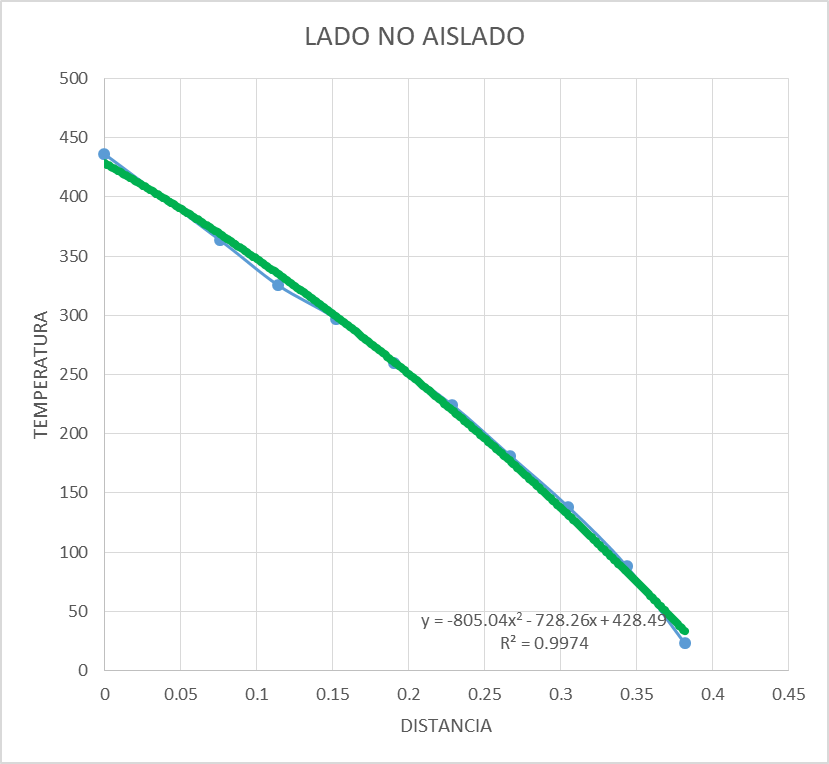 LADO NO AISLADO
500
450
400
350
300
250
200
150
100
50
0
TEMPERATURA
y = -805.04x² - 728.26x + 428.49
R² = 0.9974
0 0.05 0.1 0.15 0.2 0.25 0.3 0.35 0.4 0.45
DISTANCIA